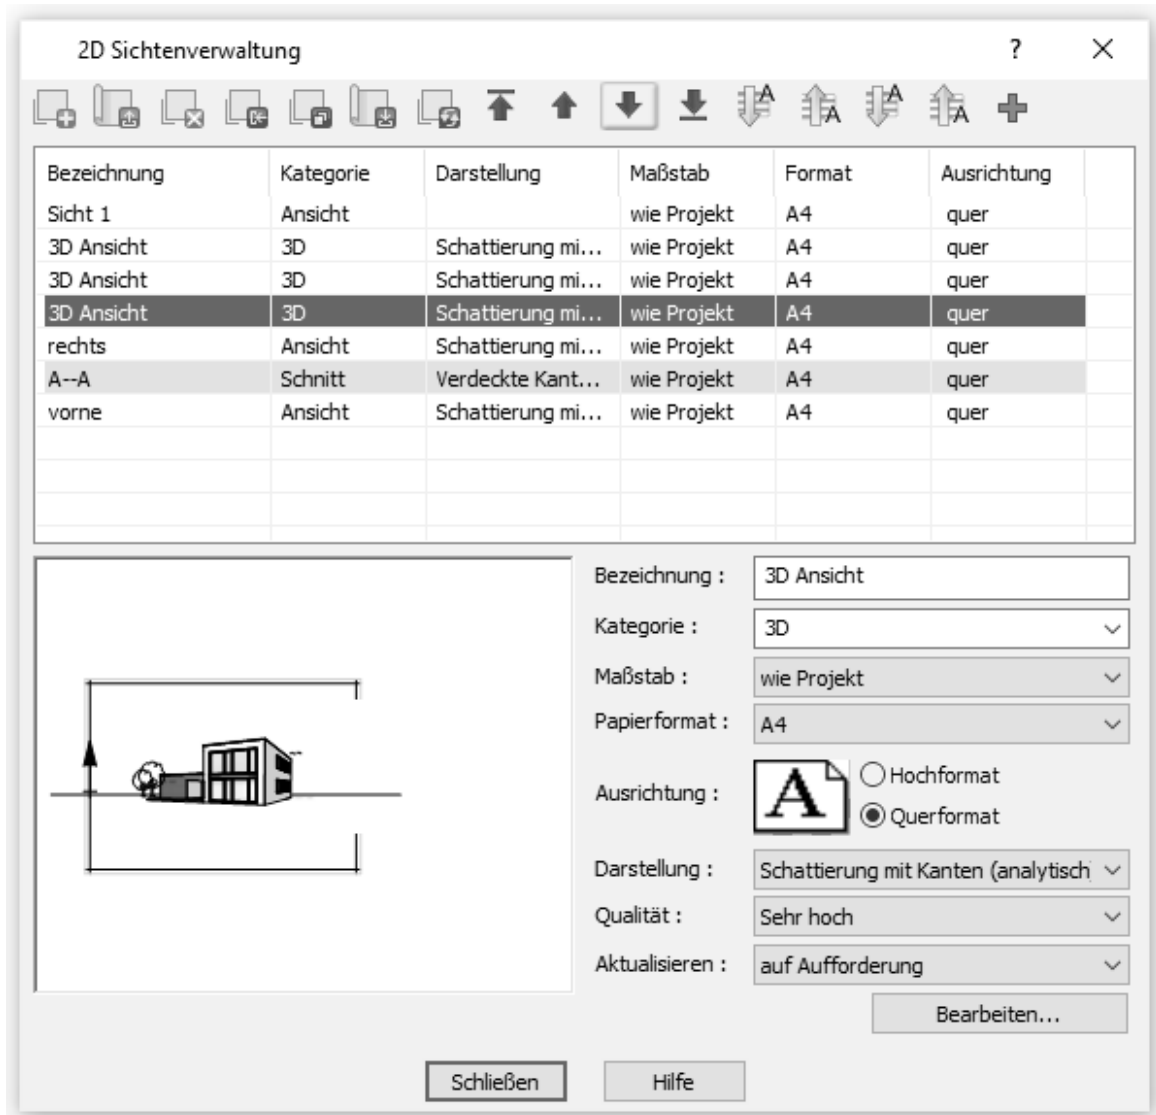 2D Sichtenverwaltung ?
Bezeichnung Kategorie Darstellung Maßstab Format Ausrichtung
Sicht 1 Ansicht wie Projekt A4 quer
3D Ansicht 3D Schattierung mi... wie Projekt A4 quer
3D Ansicht 3D Schattierung mi... wie Projekt A4 quer
3D Ansicht 3D Schattierung mi... wie Projekt A4 quer
rechts Ansicht Schattierung mi... wie Projekt A4 quer
A--A Schnitt Verdeckte Kant... wie Projekt A4 quer
vorne Ansicht Schattierung mi... wie Projekt A4 quer
Bezeichnung : 3D Ansicht
Kategorie : 3D
Maßstab : wie Projekt
Papierformat : A4
Ausrichtung : A Hochformat
Querformat
Darstellung : Schattierung mit Kanten (analytisch)
Qualität : Sehr hoch
Aktualisieren : auf Aufforderung
Bearbeiten...
Schließen Hilfe